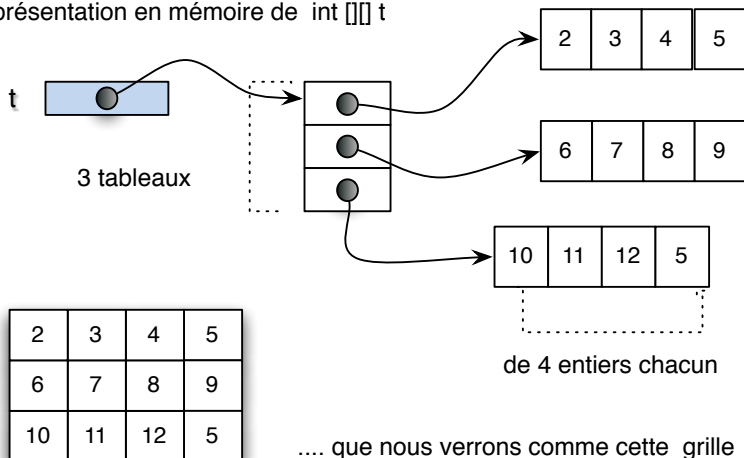 présentation en mémoire de int [][] t
2 3 4 5
t
3 tableaux
6 7 8 9
10 11 12 5
de 4 entiers chacun
2 3 4 5
6 7 8 9
10 11 12 5
.... que nous verrons comme cette grille